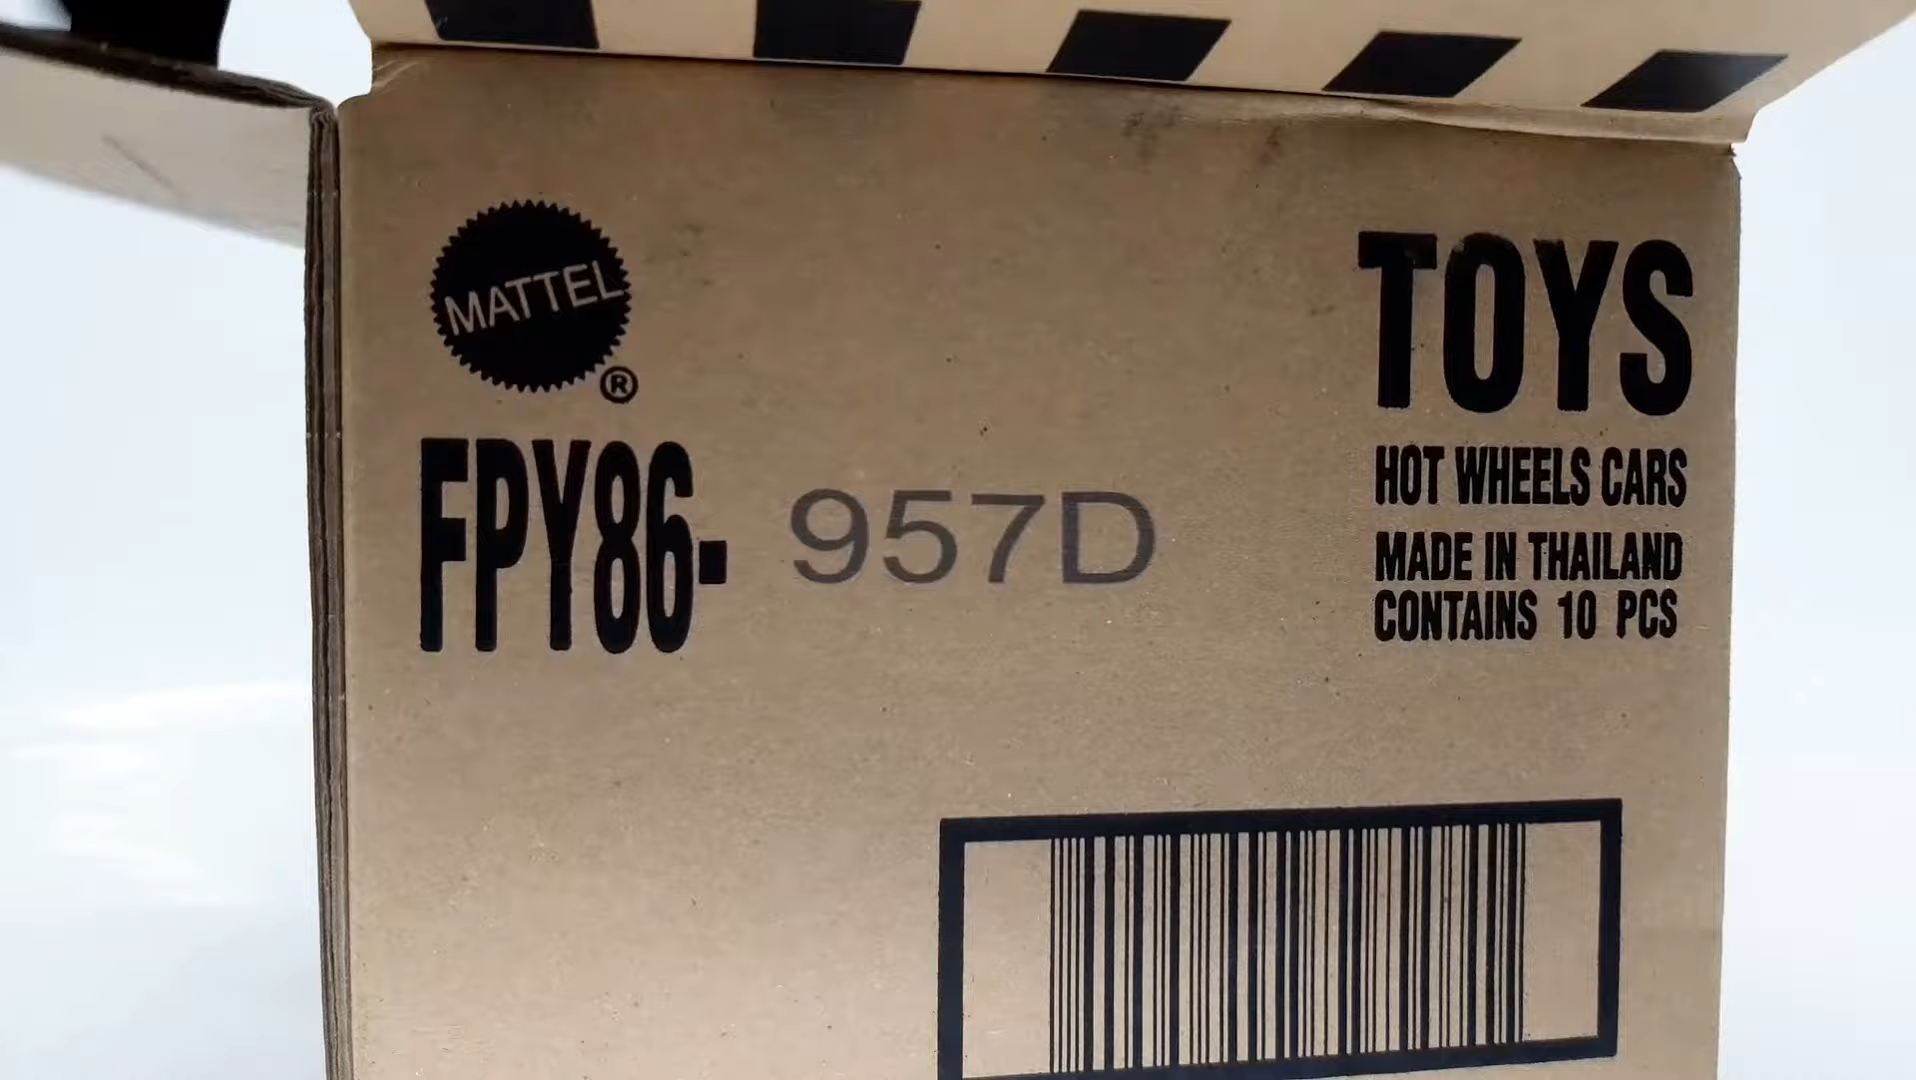 MATTEL
®
FPY86- 957D
TOYS
HOT WHEELS CARS
MADE IN THAILAND
CONTAINS 10 PCS